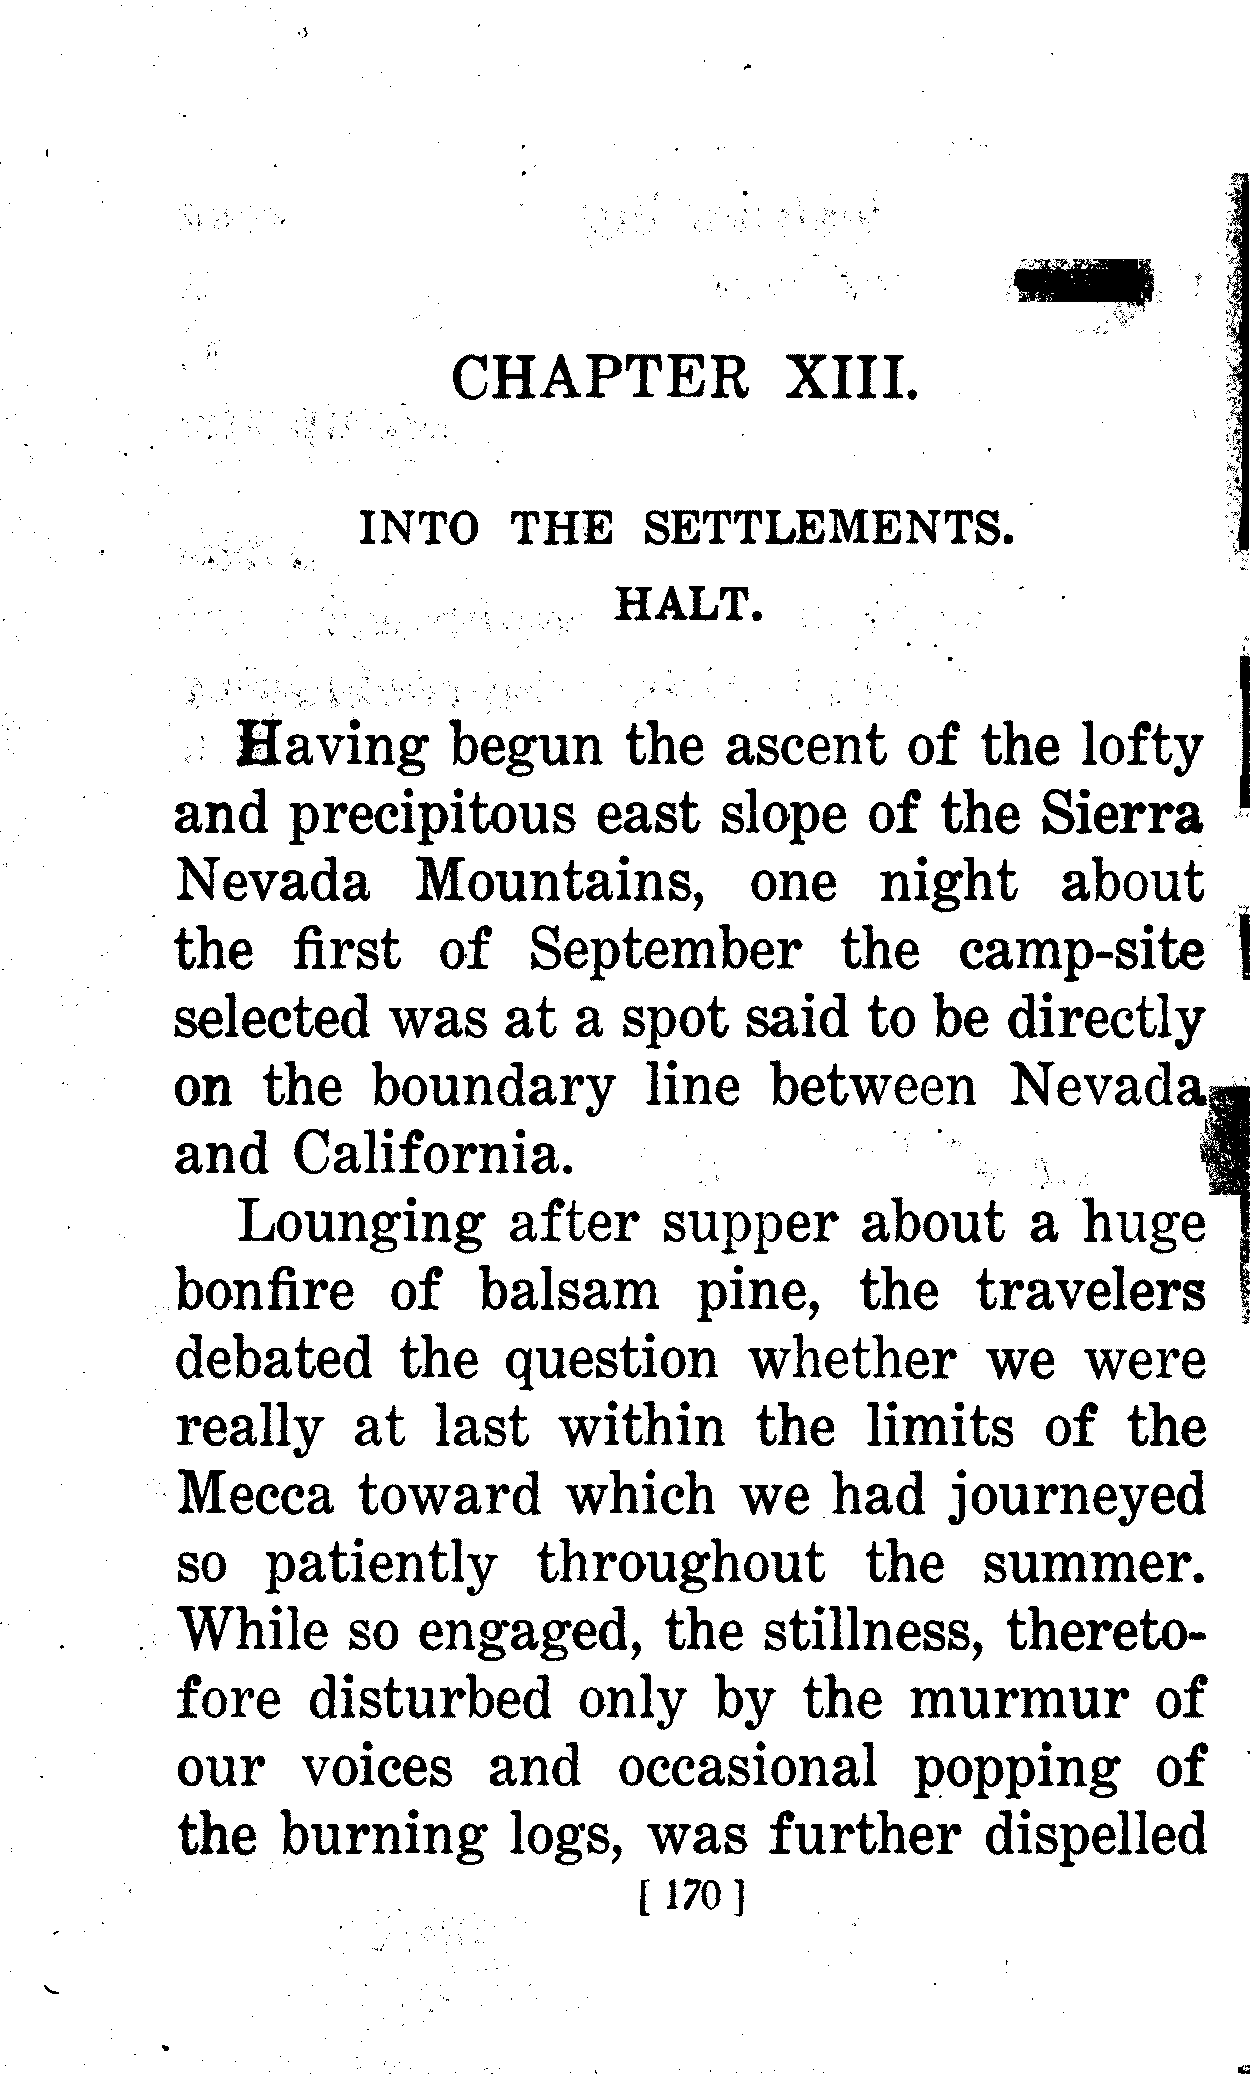 CHAPTER XIII.
INTO THE SETTLEMENTS.
HALT.
Having begun the ascent of the lofty
and precipitous east slope of the Sierra
Nevada Mountains, one night about
the first of September the camp-site
selected was at a spot said to be directly
on the boundary line between Nevada
and California.
Lounging after supper about a huge
bonfire of balsam pine, the travelers
debated the question whether we were
really at last within the limits of the
Mecca toward which we had journeyed
so patiently throughout the summer.
While so engaged, the stillness, thereto-
fore disturbed only by the murmur of
our voices and occasional popping of
the burning logs, was further dispelled
[ 170 ]